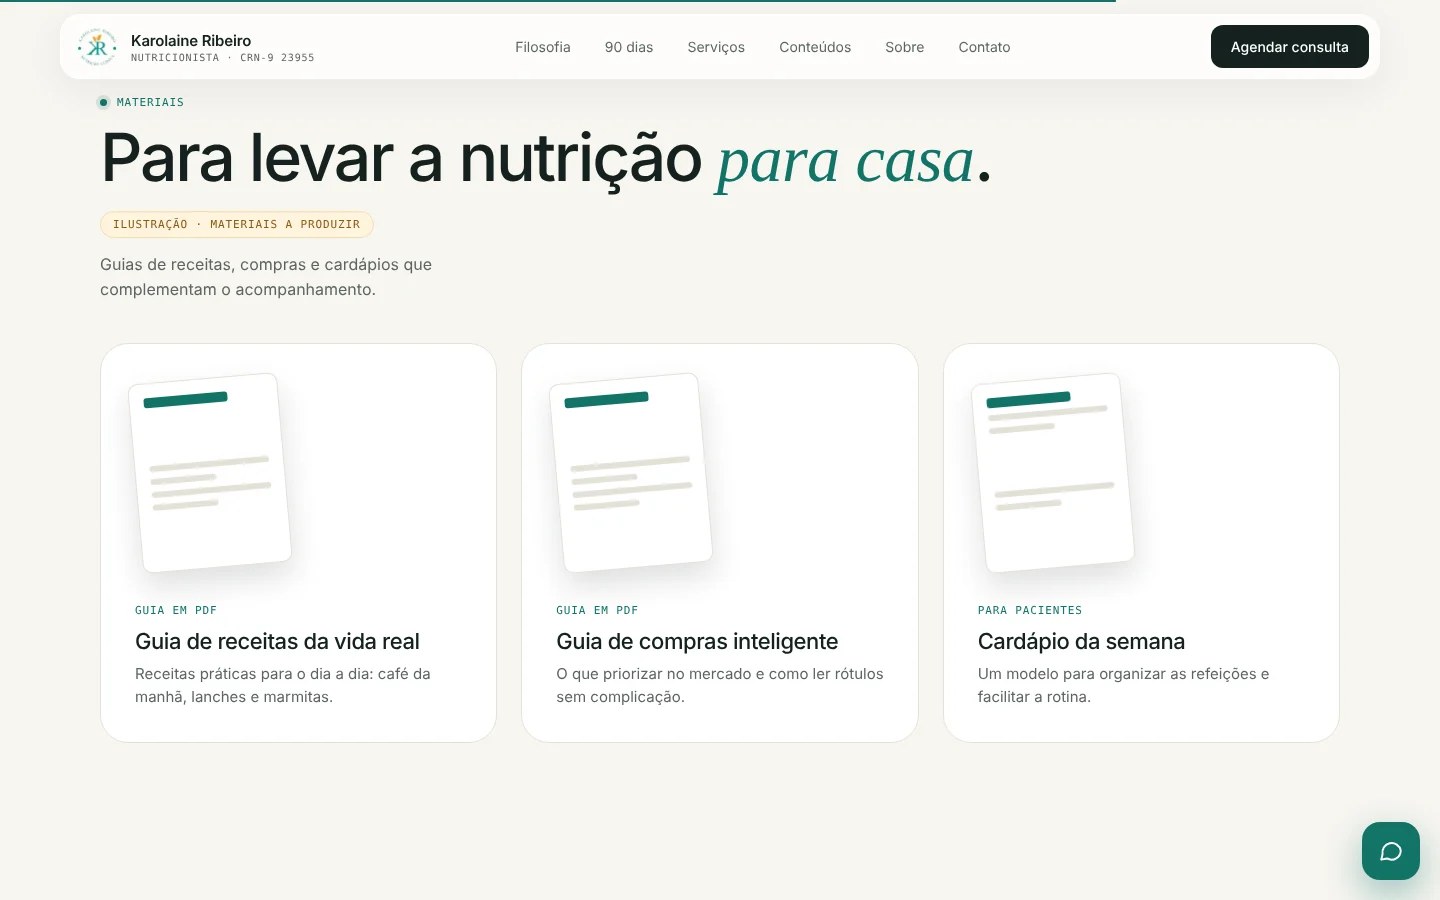 Karolaine Ribeiro
NUTRICIONISTA · CRN-9 23955
Filosofia
90 dias
Serviços
Conteúdos
Sobre
Contato
Agendar consulta
MATERIAIS
Para levar a nutrição para casa.
ILUSTRAÇÃO · MATERIAIS A PRODUZIR
Guias de receitas, compras e cardápios que
complementam o acompanhamento.
GUIA EM PDF
Guia de receitas da vida real
Receitas práticas para o dia a dia: café da
manhã, lanches e marmitas.
GUIA EM PDF
Guia de compras inteligente
O que priorizar no mercado e como ler rótulos
sem complicação.
PARA PACIENTES
Cardápio da semana
Um modelo para organizar as refeições e
facilitar a rotina.